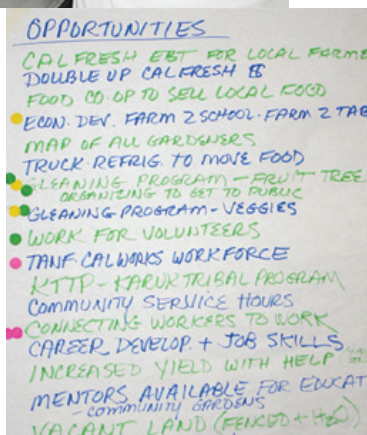 OPPORTUNITIES
CALFRESH EBT FOR LOCAL FARME
DOUBLE UP CALFRESH $
FOOD CO.OP TO SELL LOCAL FOOD
ECON. DEV. FARM 2 SCHOOL. FARM 2 TAB
MAP OF ALL GARDENERS
TRUCK. REFRIG. TO MOVE FOOD
GLEANING PROGRAM - FRUIT TREE
ORGANIZING TO GET TO PUBLIC
GLEANING PROGRAM - VEGGIES
WORK FOR VOLUNTEERS
TANF. CALWORKS WORKFORCE
KTTP - KARUK TRIBAL PROGRAM
COMMUNITY SERVICE HOURS
CONNECTING WORKERS TO WORK
CAREER DEVELOP. + JOB SKILLS
INCREASED YIELD WITH HELP
MENTORS AVAILABLE FOR EDUCAT
- COMMUNITY GARDENS
VACANT LAND (FENCED + H2O)